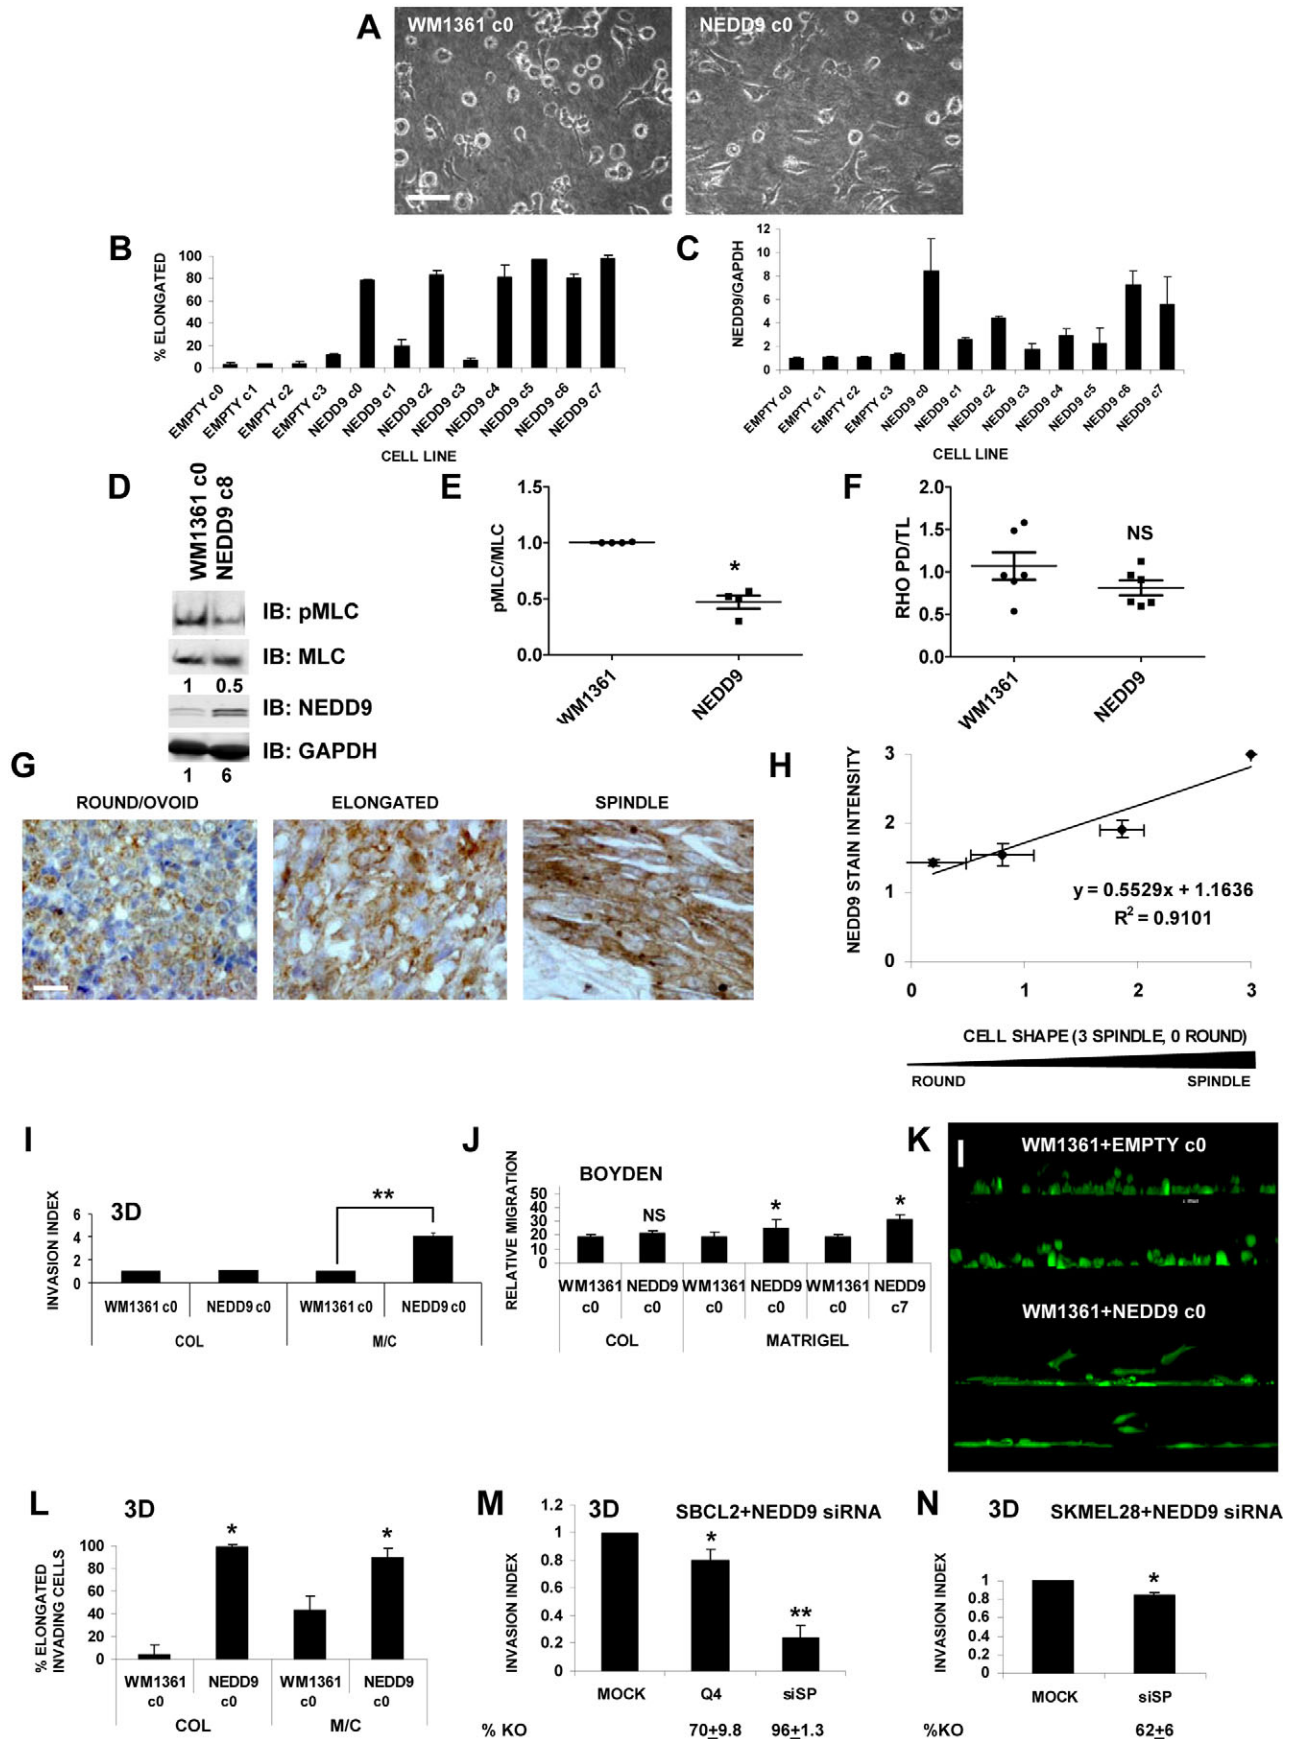 A
WM1361 c0
NEDD9 c0
B
% ELONGATED
100
80
60
40
20
0
EMPTY c0
EMPTY c1
EMPTY c2
EMPTY c3
NEDD9 c0
NEDD9 c1
NEDD9 c2
NEDD9 c3
NEDD9 c4
NEDD9 c5
NEDD9 c6
NEDD9 c7
CELL LINE
C
NEDD9/GAPDH
12
10
8
6
4
2
0
EMPTY c0
EMPTY c1
EMPTY c2
EMPTY c3
NEDD9 c0
NEDD9 c1
NEDD9 c2
NEDD9 c3
NEDD9 c4
NEDD9 c5
NEDD9 c6
NEDD9 c7
CELL LINE
D
WM1361 c0
NEDD9 c8
IB: pMLC
IB: MLC
1 0.5
IB: NEDD9
IB: GAPDH
1 6
E
pMLC/MLC
1.5
1.0
0.5
0.0
*
WM1361
NEDD9
F
RHO PD/TL
2.0
1.5
1.0
0.5
0.0
NS
WM1361
NEDD9
G
ROUND/OVOID
ELONGATED
SPINDLE
H
NEDD9 STAIN INTENSITY
3
2
1
0
y = 0.5529x + 1.1636
R² = 0.9101
0 1 2 3
CELL SHAPE (3 SPINDLE, 0 ROUND)
ROUND
SPINDLE
I
3D
INVASION INDEX
6
4
2
0
**
WM1361 c0
NEDD9 c0
WM1361 c0
NEDD9 c0
COL
M/C
J
BOYDEN
RELATIVE MIGRATION
50
40
30
20
10
0
NS
*
*
WM1361 c0
NEDD9 c0
WM1361 c0
NEDD9 c0
WM1361 c0
NEDD9 c7
COL
MATRIGEL
K
WM1361+EMPTY c0
WM1361+NEDD9 c0
L
3D
% ELONGATED
INVADING CELLS
100
80
60
40
20
0
*
*
WM1361 c0
NEDD9 c0
WM1361 c0
NEDD9 c0
COL
M/C
M
3D
SBCL2+NEDD9 siRNA
INVASION INDEX
1.2
1
0.8
0.6
0.4
0.2
0
*
**
MOCK
Q4
siSP
% KO
70±9.8
96±1.3
N
3D
SKMEL28+NEDD9 siRNA
INVASION INDEX
1
0.8
0.6
0.4
0.2
0
*
MOCK
siSP
%KO
62±6